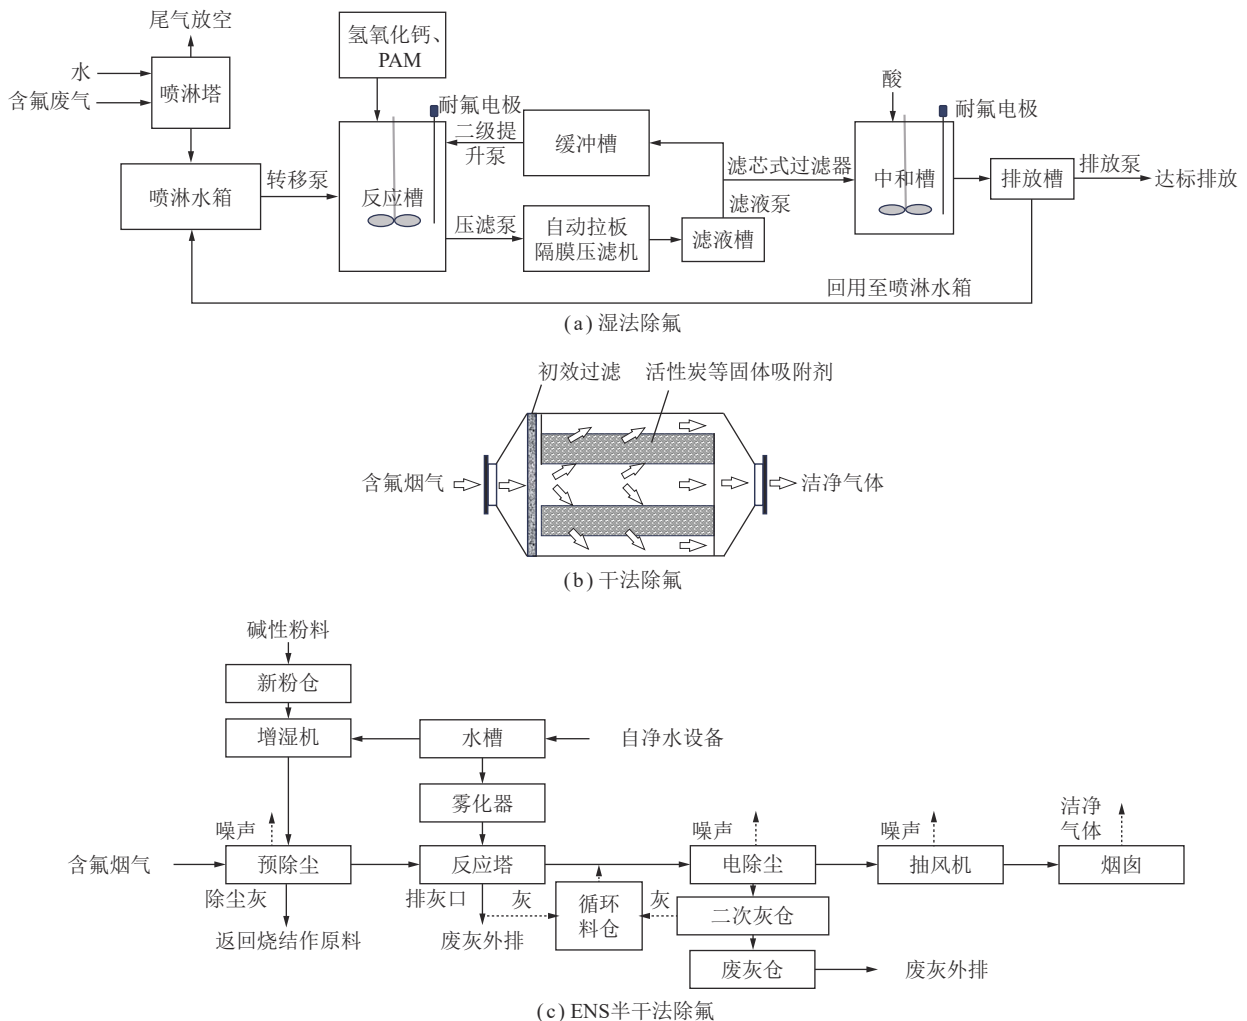 尾气放空
水
含氟废气
喷淋塔
喷淋水箱
转移泵
氢氧化钙、
PAM
耐氟电极
反应槽
二级提
升泵
缓冲槽
压滤泵
自动拉板
隔膜压滤机
滤液槽
滤液泵
滤芯式过滤器
酸
耐氟电极
中和槽
排放槽
排放泵
达标排放
回用至喷淋水箱
(a) 湿法除氟
初效过滤
活性炭等固体吸附剂
含氟烟气
洁净气体
(b) 干法除氟
碱性粉料
新粉仓
增湿机
水槽
自净水设备
雾化器
噪声
含氟烟气
预除尘
除尘灰
返回烧结作原料
反应塔
排灰口
灰
废灰外排
循环
料仓
灰
噪声
电除尘
二次灰仓
废灰仓
废灰外排
噪声
抽风机
洁净
气体
烟囱
(c) ENS半干法除氟